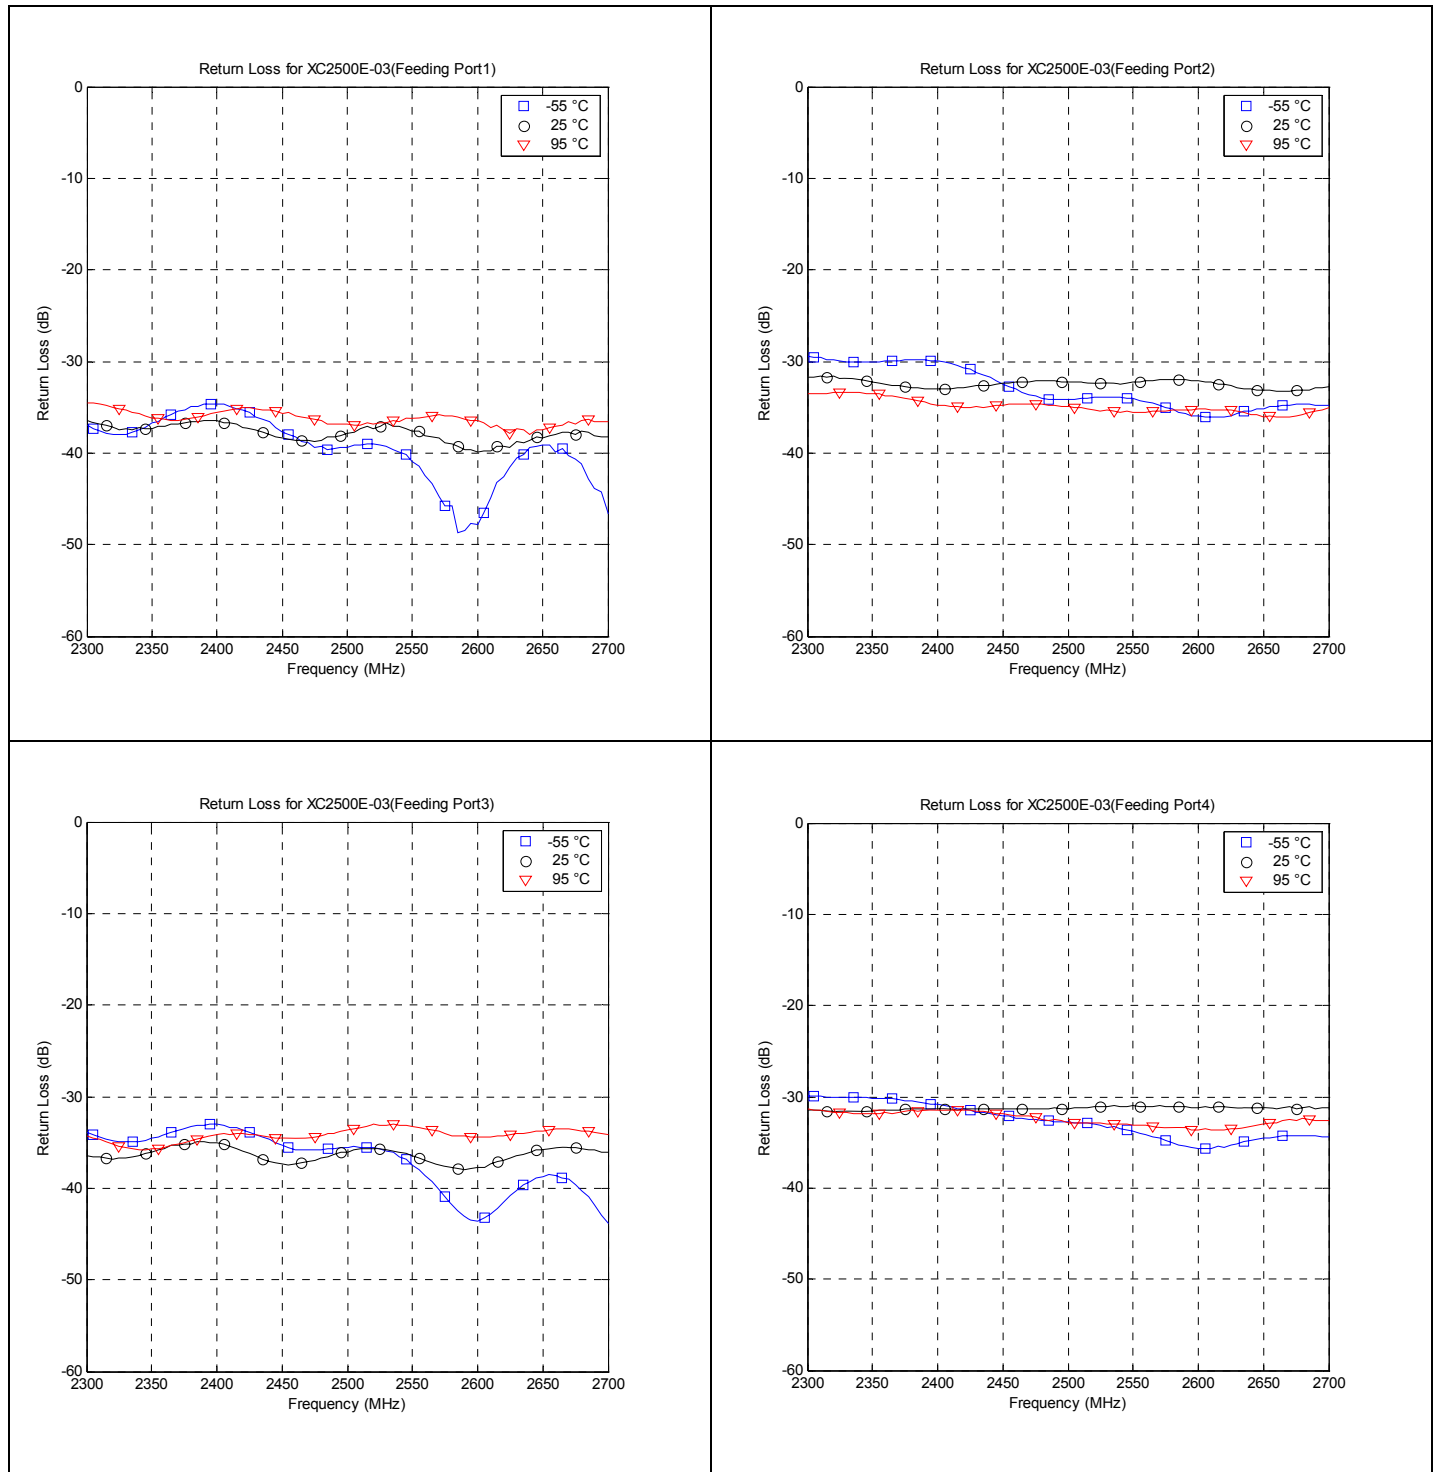 Return Loss for XC2500E-03(Feeding Port1)
0
-10
-20
-30
-40
-50
-60
Return Loss (dB)
-55 °C
25 °C
95 °C
2300 2350 2400 2450 2500 2550 2600 2650 2700
Frequency (MHz)
Return Loss for XC2500E-03(Feeding Port2)
0
-10
-20
-30
-40
-50
-60
Return Loss (dB)
-55 °C
25 °C
95 °C
2300 2350 2400 2450 2500 2550 2600 2650 2700
Frequency (MHz)
Return Loss for XC2500E-03(Feeding Port3)
0
-10
-20
-30
-40
-50
-60
Return Loss (dB)
-55 °C
25 °C
95 °C
2300 2350 2400 2450 2500 2550 2600 2650 2700
Frequency (MHz)
Return Loss for XC2500E-03(Feeding Port4)
0
-10
-20
-30
-40
-50
-60
Return Loss (dB)
-55 °C
25 °C
95 °C
2300 2350 2400 2450 2500 2550 2600 2650 2700
Frequency (MHz)